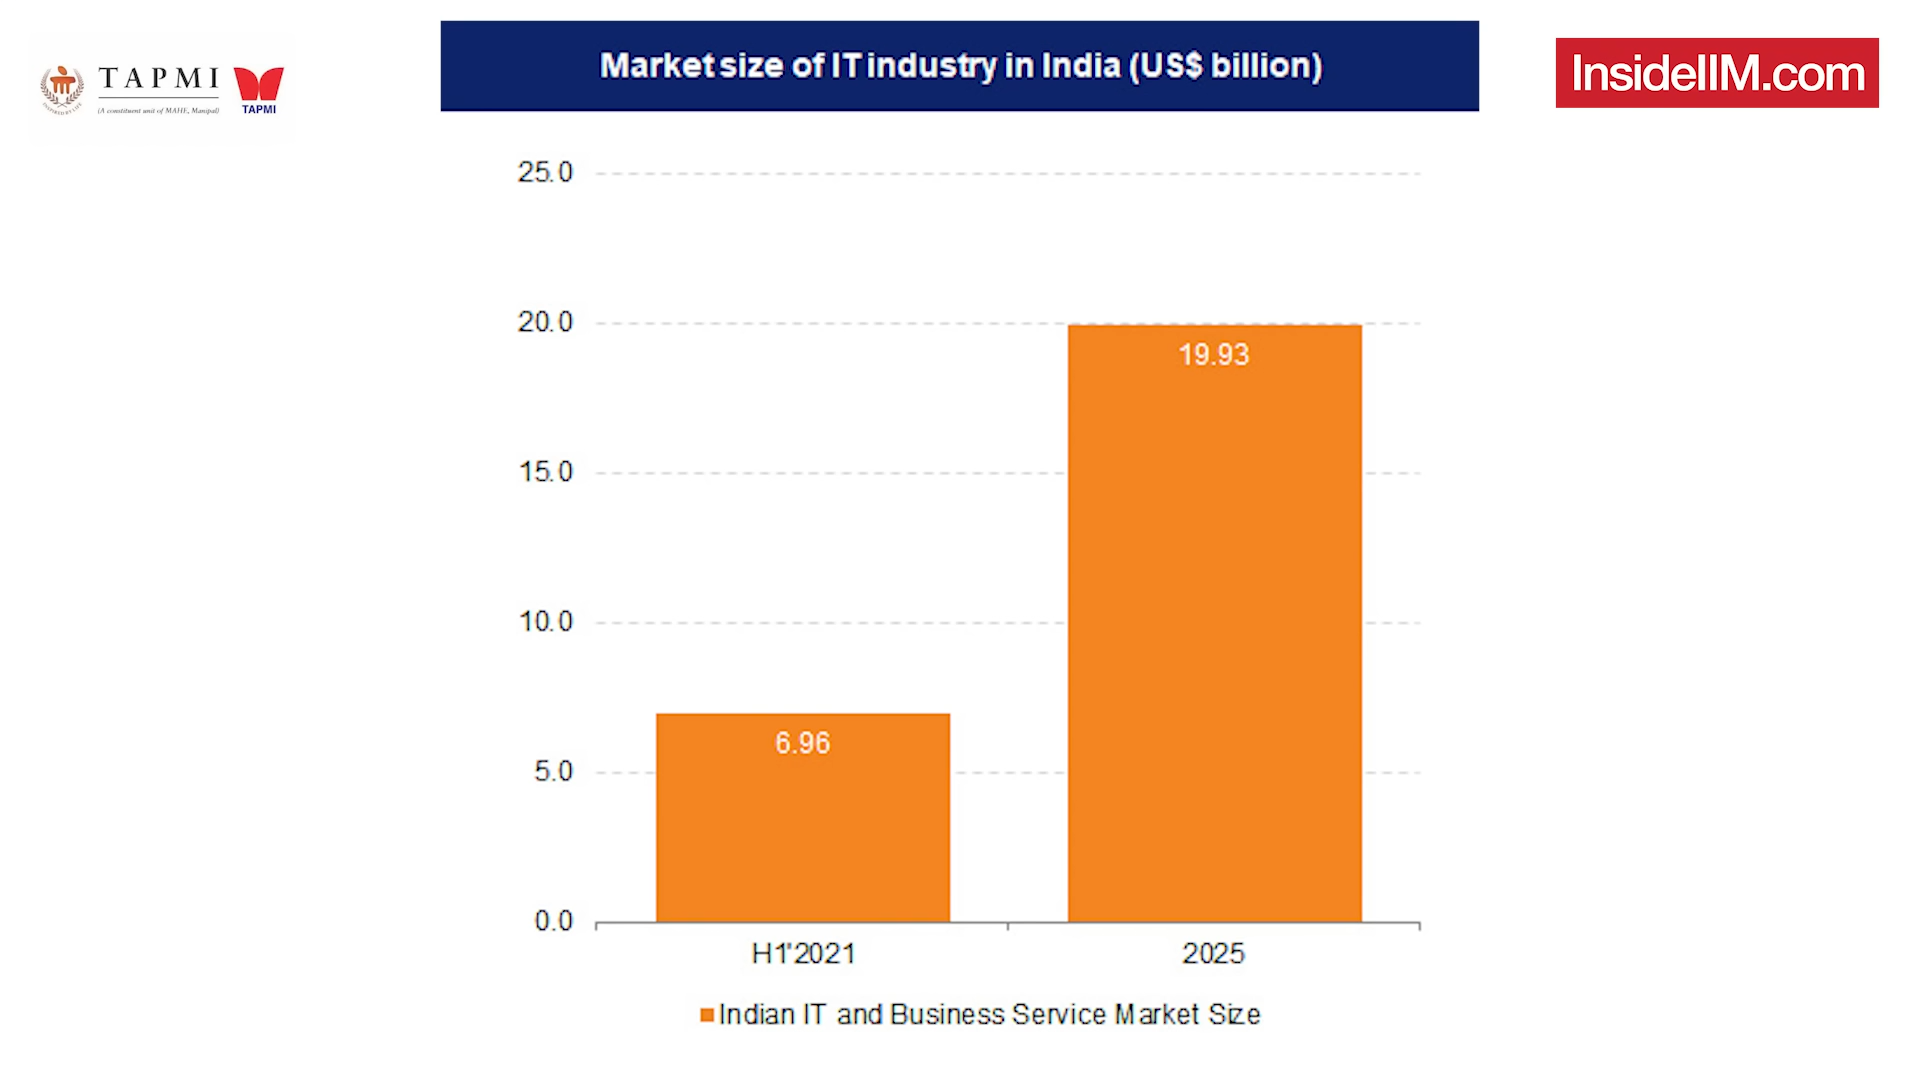 TAPMI
(A constituent unit of MAHE, Manipal)
TAPMI
Market size of IT industry in India (US$ billion)
InsideIIM.com
25.0
20.0
19.93
15.0
10.0
6.96
5.0
0.0
H1'2021
2025
Indian IT and Business Service Market Size